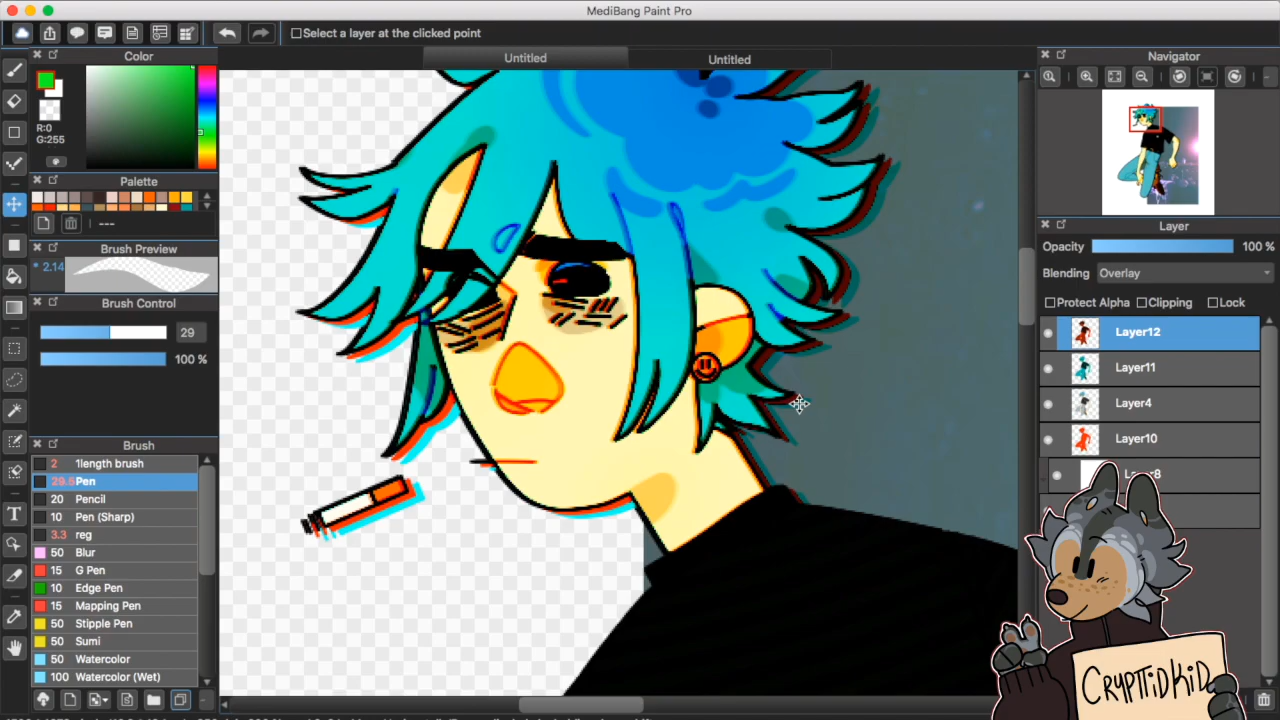 MediBang Paint Pro
Select a layer at the clicked point
Color
Untitled
Untitled
Navigator
R:0
G:255
Palette
---
Brush Preview
* 2.14
Brush Control
29
100 %
Brush
2 1length brush
29.5 Pen
20 Pencil
10 Pen (Sharp)
3.3 reg
50 Blur
15 G Pen
10 Edge Pen
15 Mapping Pen
50 Stipple Pen
50 Sumi
50 Watercolor
100 Watercolor (Wet)
Layer
Opacity 100 %
Blending Overlay
Protect Alpha Clipping Lock
Layer12
Layer11
Layer4
Layer10
CRYPTidKid